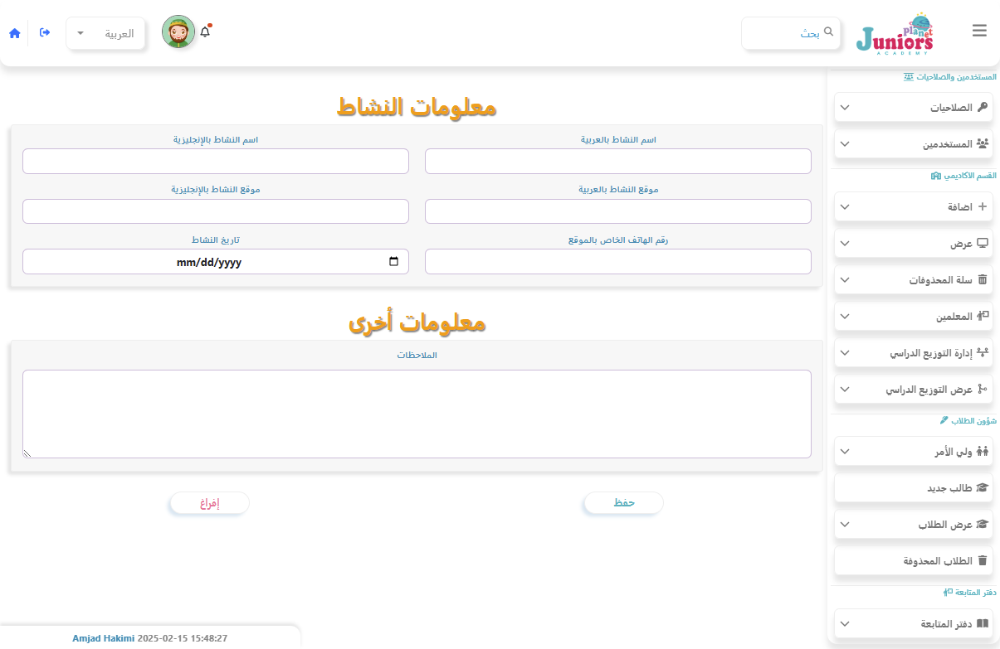 planet
Juniors
ACADEMY
بحث
العربية
المستخدمين والصلاحيات
الصلاحيات
المستخدمين
القسم الاكاديمي
اضافة
عرض
سلة المحذوفات
المعلمين
إدارة التوزيع الدراسي
عرض التوزيع الدراسي
شؤون الطلاب
ولي الأمر
طالب جديد
عرض الطلاب
الطلاب المحذوفة
دفتر المتابعة
دفتر المتابعة
معلومات النشاط
اسم النشاط بالعربية
اسم النشاط بالإنجليزية
موقع النشاط بالعربية
موقع النشاط بالإنجليزية
رقم الهاتف الخاص بالموقع
تاريخ النشاط
mm/dd/yyyy
معلومات أخرى
الملاحظات
حفظ
إفراغ
Amjad Hakimi 2025-02-15 15:48:27